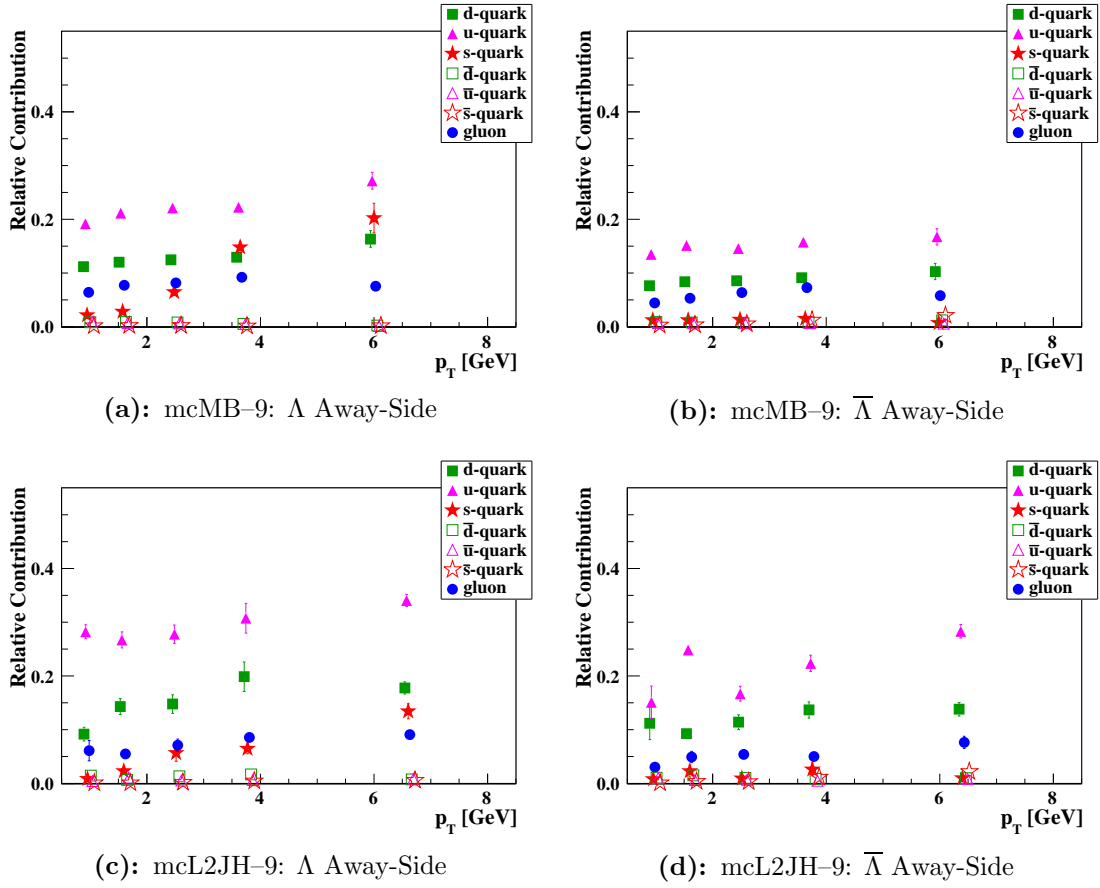 d-quark
u-quark
s-quark
d̅-quark
u̅-quark
s̅-quark
gluon
Relative Contribution
0.4
0.2
0.0
2 4 6 8
p_T [GeV]
(a): mcMB–9: Λ Away-Side
d-quark
u-quark
s-quark
d̅-quark
u̅-quark
s̅-quark
gluon
Relative Contribution
0.4
0.2
0.0
2 4 6 8
p_T [GeV]
(b): mcMB–9: Λ̅ Away-Side
d-quark
u-quark
s-quark
d̅-quark
u̅-quark
s̅-quark
gluon
Relative Contribution
0.4
0.2
0.0
2 4 6 8
p_T [GeV]
(c): mcL2JH–9: Λ Away-Side
d-quark
u-quark
s-quark
d̅-quark
u̅-quark
s̅-quark
gluon
Relative Contribution
0.4
0.2
0.0
2 4 6 8
p_T [GeV]
(d): mcL2JH–9: Λ̅ Away-Side